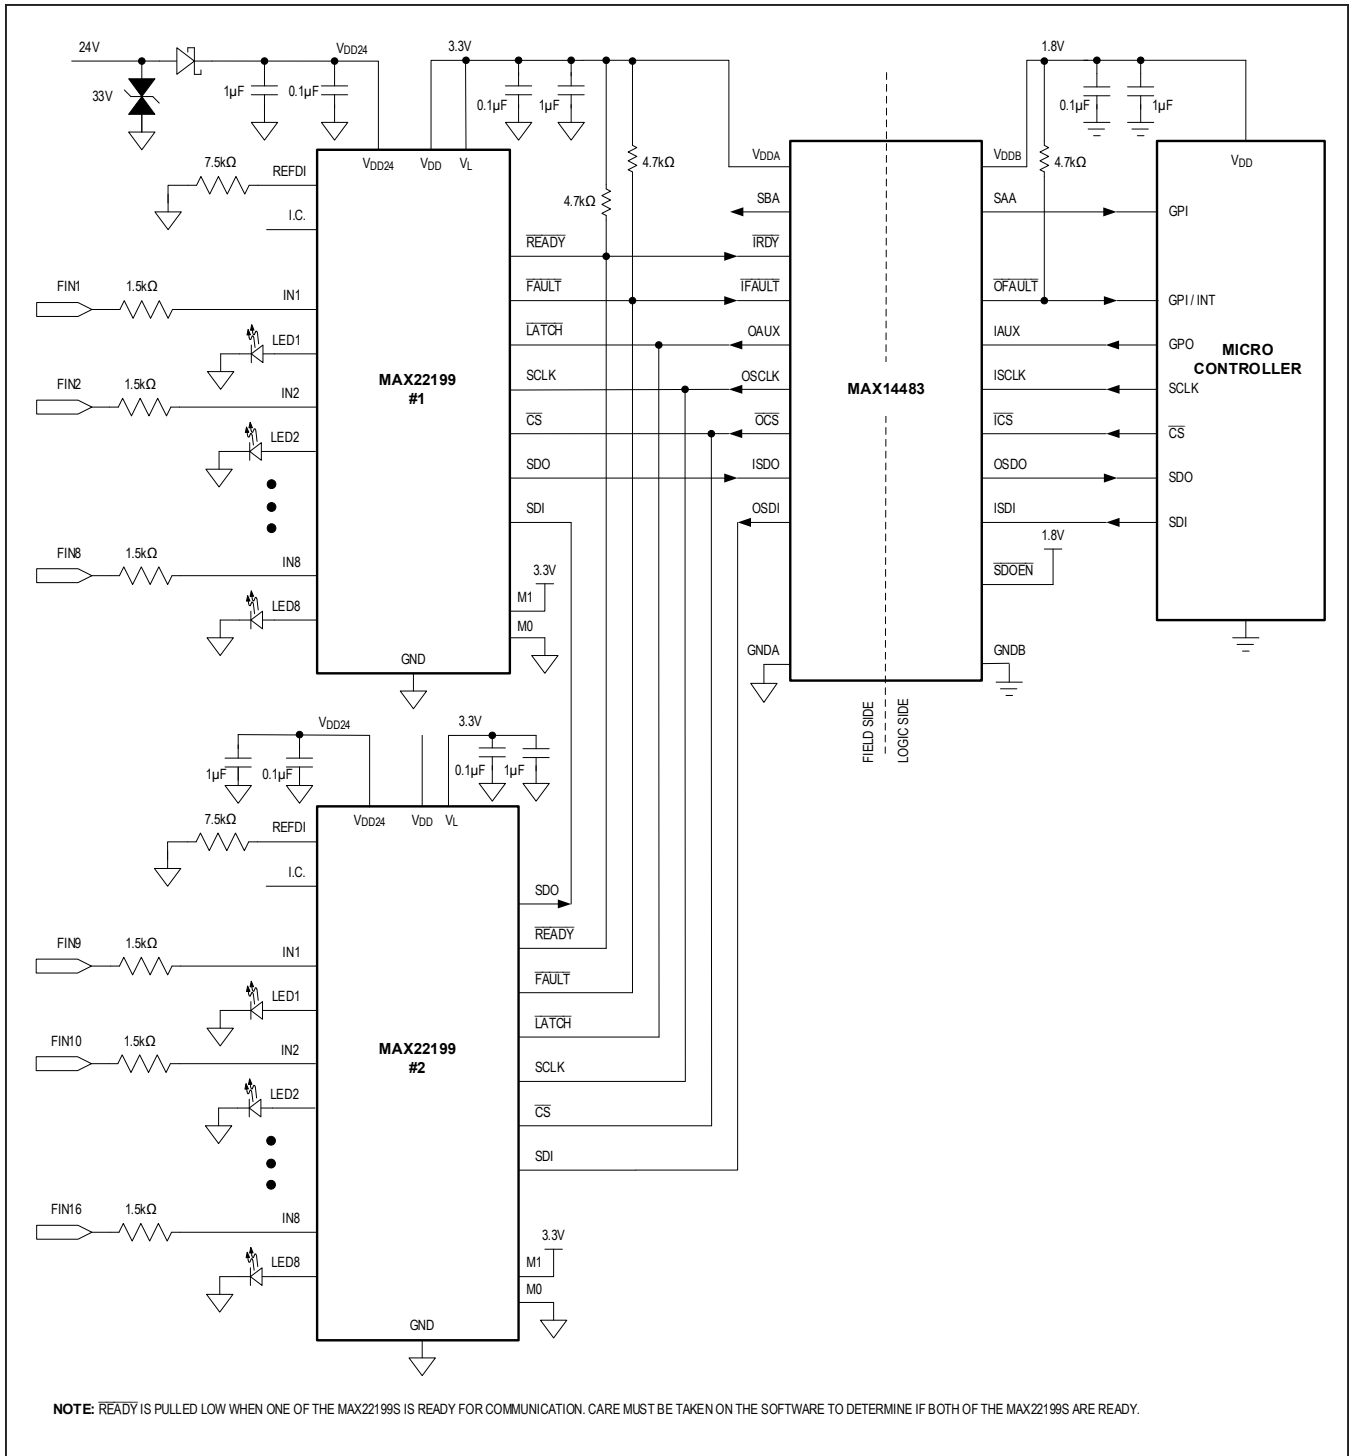 24V
VDD24
3.3V
1.8V
33V
1µF
0.1µF
0.1µF
1µF
0.1µF
1µF
7.5kΩ
REFDI
VDD24
VDD
VL
4.7kΩ
4.7kΩ
VDDA
VDDB
4.7kΩ
VDD
I.C.
SBA
SAA
GPI
READY
IRDY
FIN1
1.5kΩ
IN1
FAULT
IFAULT
OFAULT
GPI / INT
LED1
LATCH
OAUX
IAUX
GPO
MAX22199
#1
MAX14483
MICRO
CONTROLLER
FIN2
1.5kΩ
IN2
SCLK
OSCLK
ISCLK
SCLK
LED2
CS
OCS
ICS
CS
SDO
ISDO
OSDO
SDO
SDI
OSDI
ISDI
SDI
FIN8
1.5kΩ
IN8
3.3V
1.8V
SDOEN
LED8
M1
M0
GND
GNDA
GNDB
FIELD SIDE
LOGIC SIDE
VDD24
3.3V
1µF
0.1µF
0.1µF
1µF
7.5kΩ
REFDI
VDD24
VDD
VL
I.C.
SDO
READY
FIN9
1.5kΩ
IN1
FAULT
LED1
LATCH
FIN10
1.5kΩ
IN2
MAX22199
#2
SCLK
LED2
CS
SDI
FIN16
1.5kΩ
IN8
3.3V
LED8
M1
M0
GND
NOTE: READY IS PULLED LOW WHEN ONE OF THE MAX22199S IS READY FOR COMMUNICATION. CARE MUST BE TAKEN ON THE SOFTWARE TO DETERMINE IF BOTH OF THE MAX22199S ARE READY.